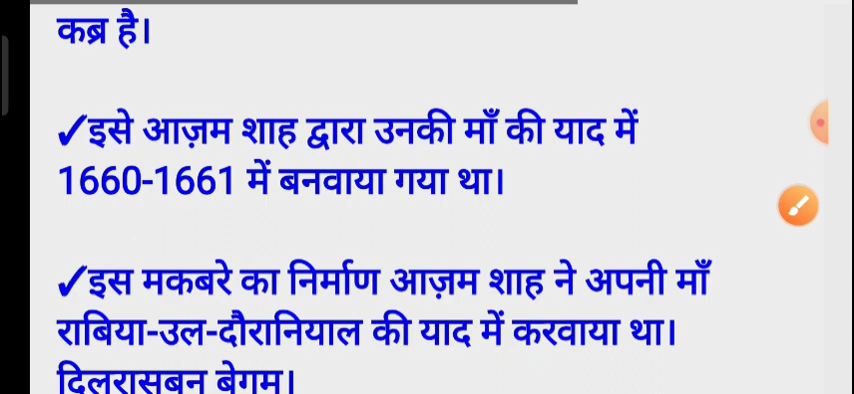 कब्र है।
✓इसे आज़म शाह द्वारा उनकी माँ की याद में
1660-1661 में बनवाया गया था।
✓इस मकबरे का निर्माण आज़म शाह ने अपनी माँ
राबिया-उल-दौरानियाल की याद में करवाया था।
दिलरासबन बेगम।